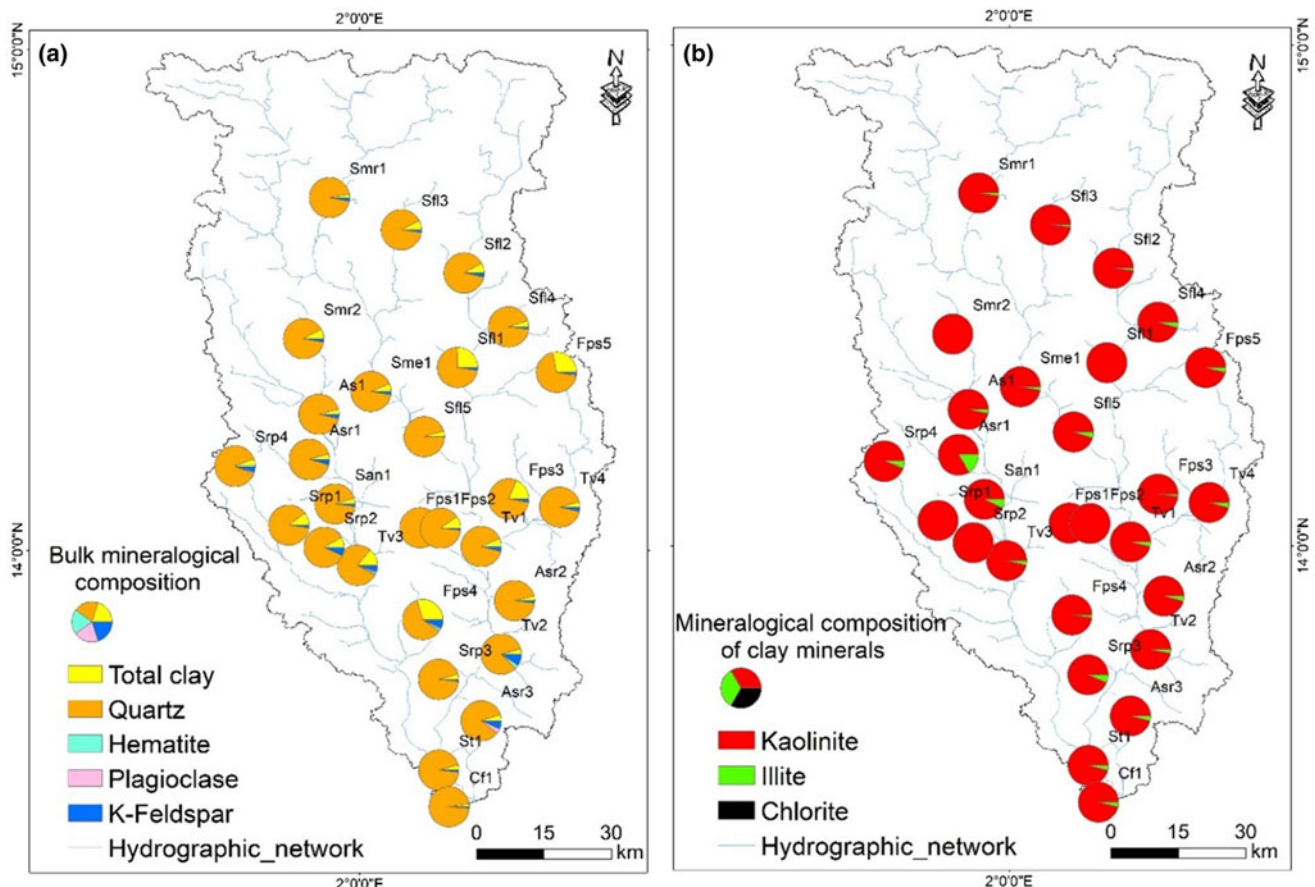 2°0'0"E
(a)
15°0'0"N
N
Smr1
Sfl3
Sfl2
Sfl4
Smr2
Sfl1
Fps5
Sme1
As1
Sfl5
Asr1
Srp4
San1
Fps3
Tv4
Srp1
Fps1
Fps2
Srp2
Tv1
Tv3
14°0'0"N
Bulk mineralogical
composition
Asr2
Fps4
Tv2
Srp3
Asr3
St1
Cf1
Total clay
Quartz
Hematite
Plagioclase
K-Feldspar
Hydrographic_network
0 15 30
km
2°0'0"E
2°0'0"E
(b)
15°0'0"N
N
Smr1
Sfl3
Sfl2
Sfl4
Smr2
Sfl1
Fps5
Sme1
As1
Sfl5
Asr1
Srp4
San1
Fps3
Tv4
Srp1
Fps1
Fps2
Srp2
Tv1
Tv3
14°0'0"N
Asr2
Fps4
Tv2
Mineralogical composition
of clay minerals
Srp3
Asr3
St1
Cf1
Kaolinite
Illite
Chlorite
Hydrographic_network
0 15 30
km
2°0'0"E